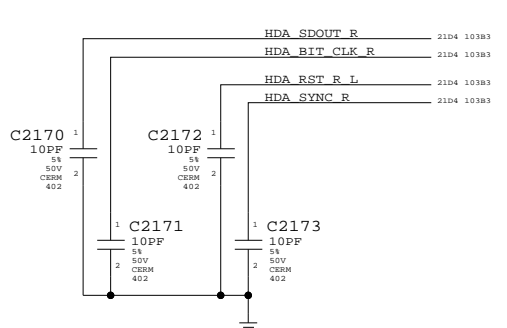 HDA_SDOUT_R 21D4 103B3
HDA_BIT_CLK_R 21D4 103B3
HDA_RST_R_L 21D4 103B3
HDA_SYNC_R 21D4 103B3
C2170 1
10PF
5%
50V
CERM 2
402
C2172 1
10PF
5%
50V
CERM 2
402
1 C2171
10PF
5%
50V
2 CERM
402
1 C2173
10PF
5%
50V
2 CERM
402